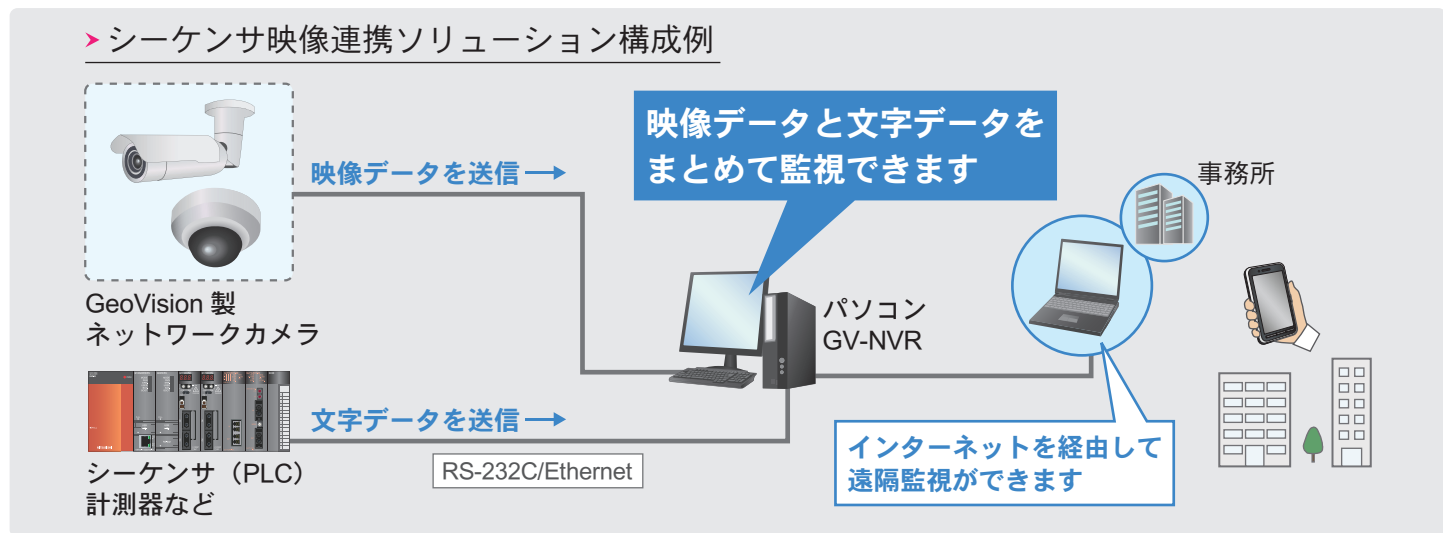 シーケンサ映像連携ソリューション構成例
映像データと文字データを
まとめて監視できます
映像データを送信
事務所
GeoVision 製
ネットワークカメラ
パソコン
GV-NVR
文字データを送信
RS-232C/Ethernet
シーケンサ（PLC）
計測器など
インターネットを経由して
遠隔監視ができます